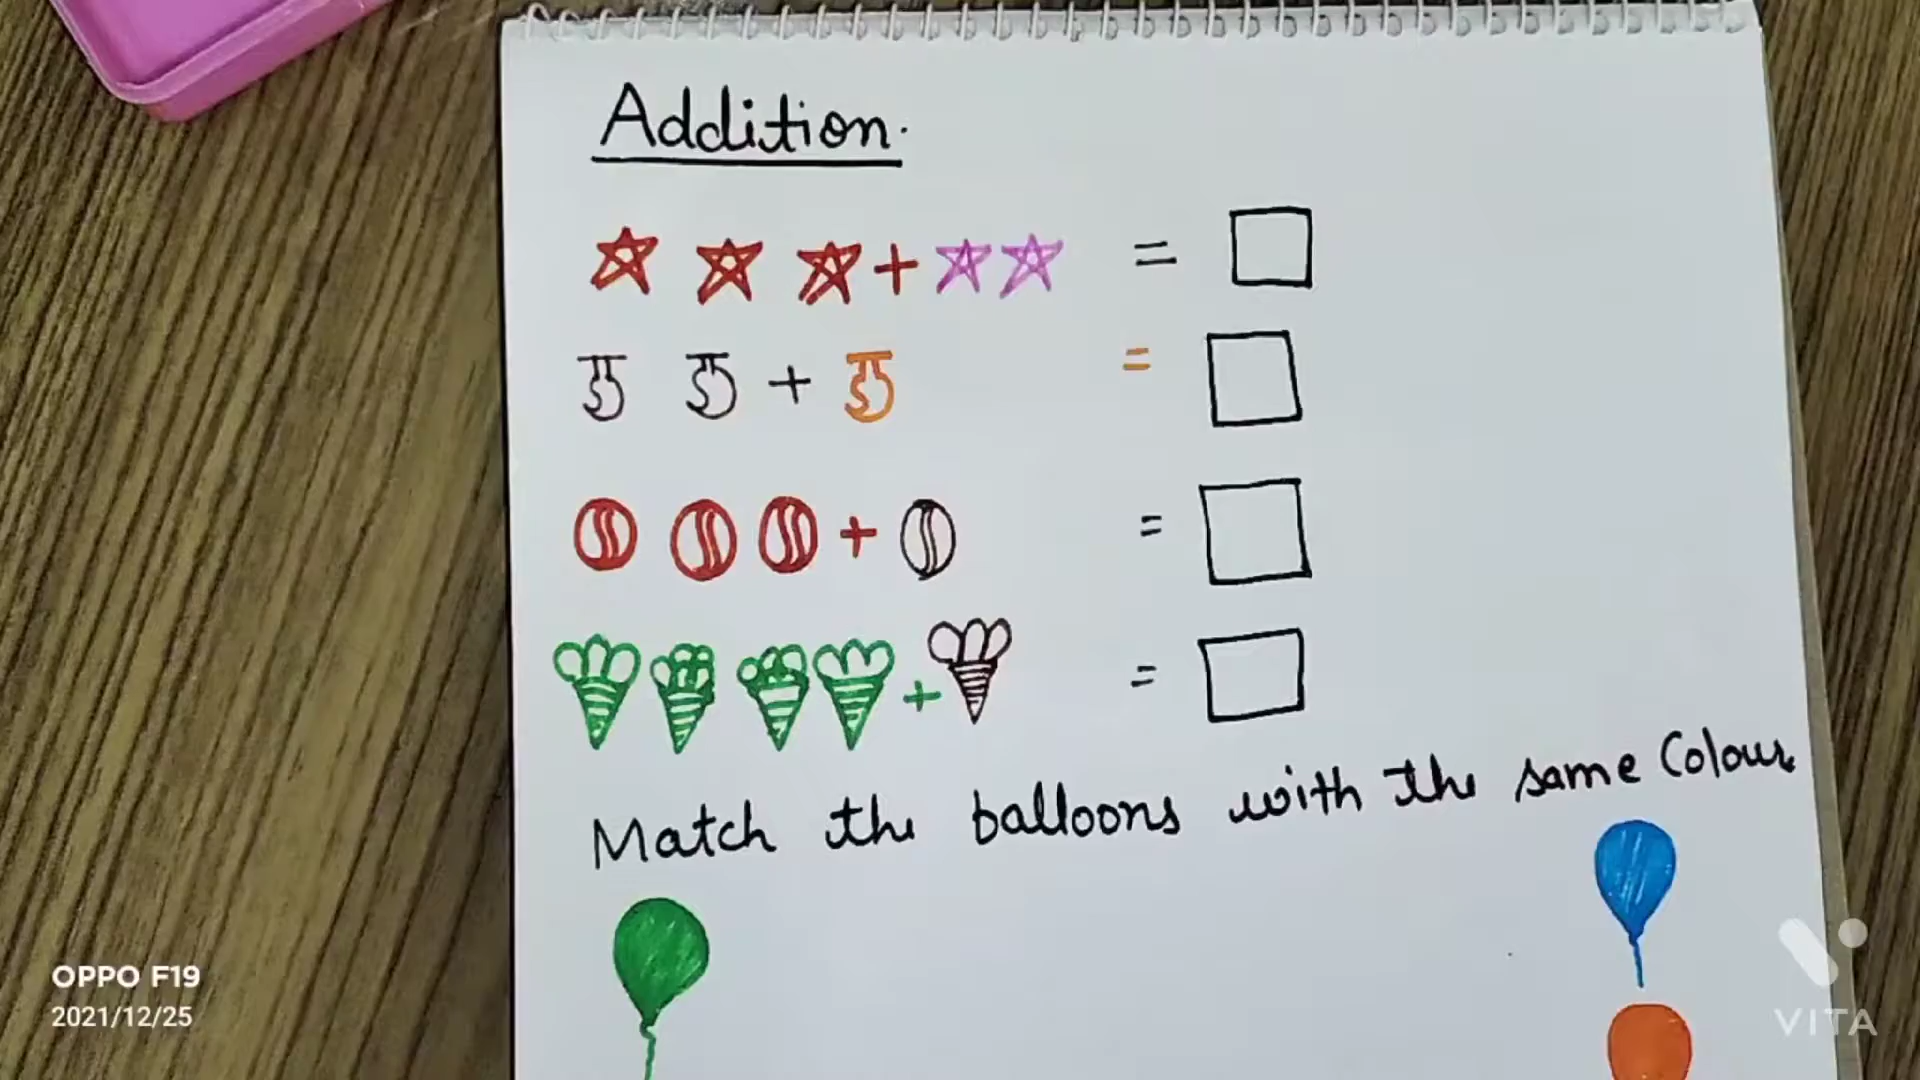 Addition.
+ =
+ =
+ =
+ =
Match the balloons with the same Colour
OPPO F19
2021/12/25
VITA